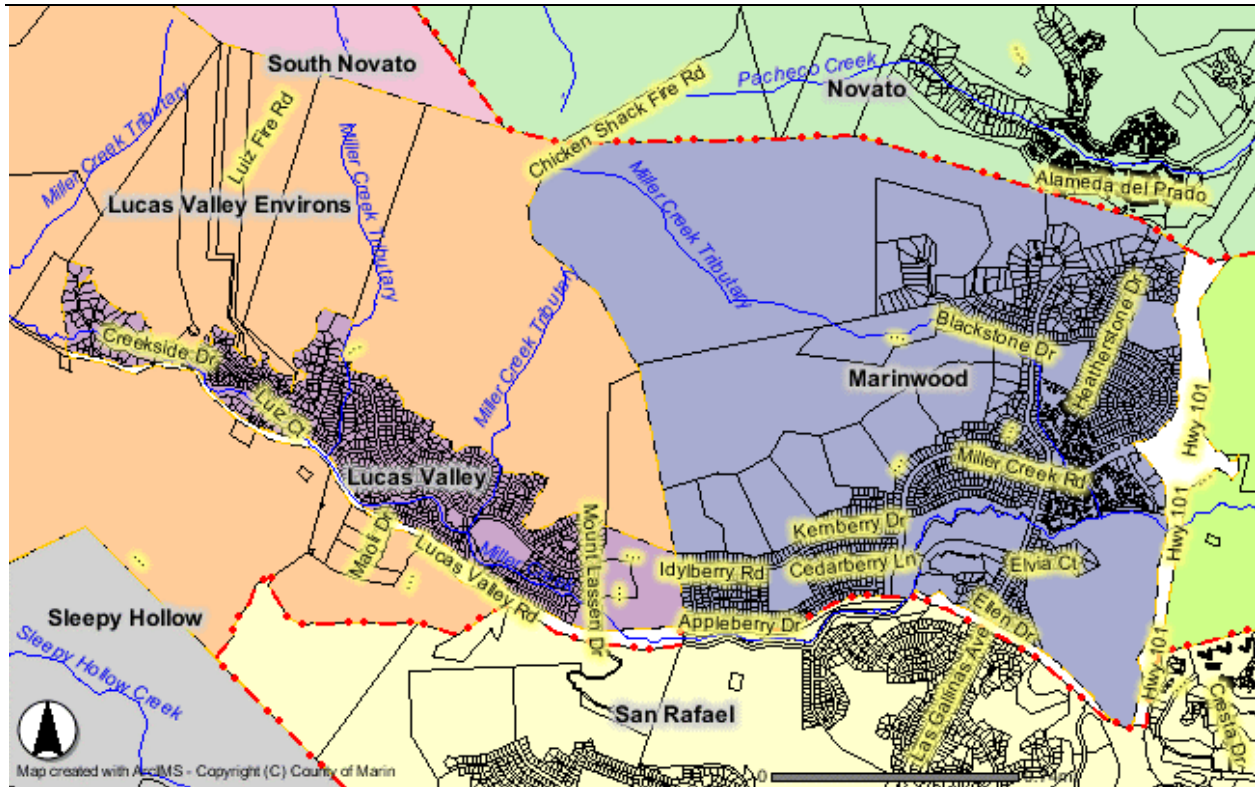 South Novato
Novato
Pacheco Creek
Chicken Shack Fire Rd
Luiz Fire Rd
Miller Creek Tributary
Miller Creek Tributary
Miller Creek Tributary
Miller Creek Tributary
Alameda del Prado
Lucas Valley Environs
Blackstone Dr
Heatherstone Dr
Creekside Dr
Marinwood
Luiz Ct
Hwy 101
Lucas Valley
Miller Creek Rd
Kernberry Dr
Maoli Dr
Lucas Valley Rd
Miller Creek
Mount Lassen Dr
Idylberry Rd
Cedarberry Ln
Elvia Ct
Hwy 101
Appleberry Dr
Ellen Dr
Sleepy Hollow
Sleepy Hollow Creek
San Rafael
Las Gallinas Ave
Hwy 101
Cresta Dr
Map created with ArcIMS - Copyright (C) County of Marin
0